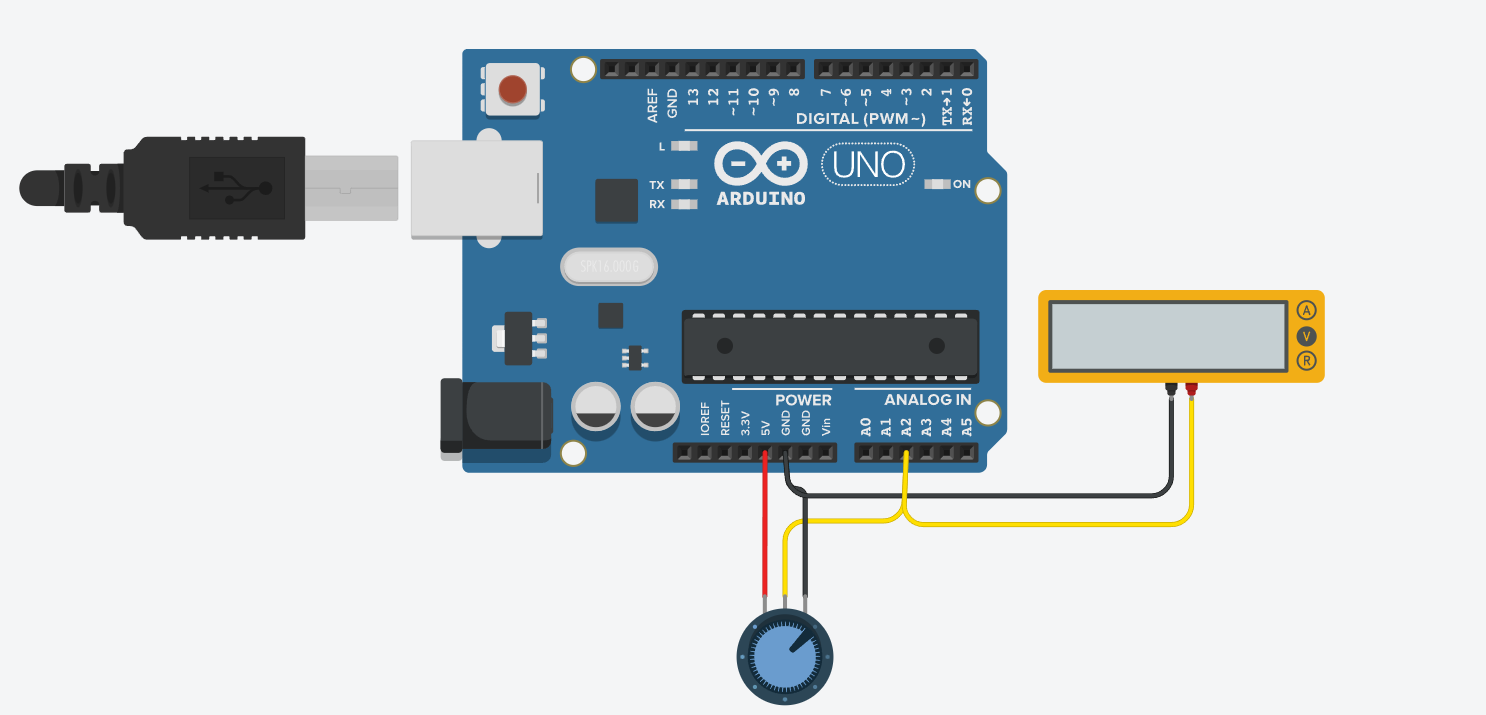 AREF
GND
13
12
~11
~10
~9
8
7
~6
~5
4
~3
2
TX→1
RX←0
DIGITAL (PWM~)
L
TX
RX
UNO
ON
ARDUINO
SPK16.000G
A
V
R
POWER
ANALOG IN
IOREF
RESET
3.3V
5V
GND
GND
Vin
A0
A1
A2
A3
A4
A5